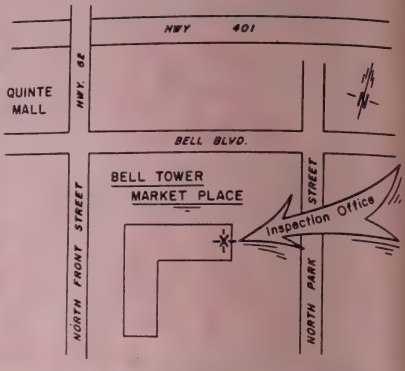 HWY 401
HWY. 62
QUINTE
MALL
N
BELL BLVD.
BELL TOWER
MARKET PLACE
Inspection Office
NORTH FRONT STREET
NORTH PARK STREET
X